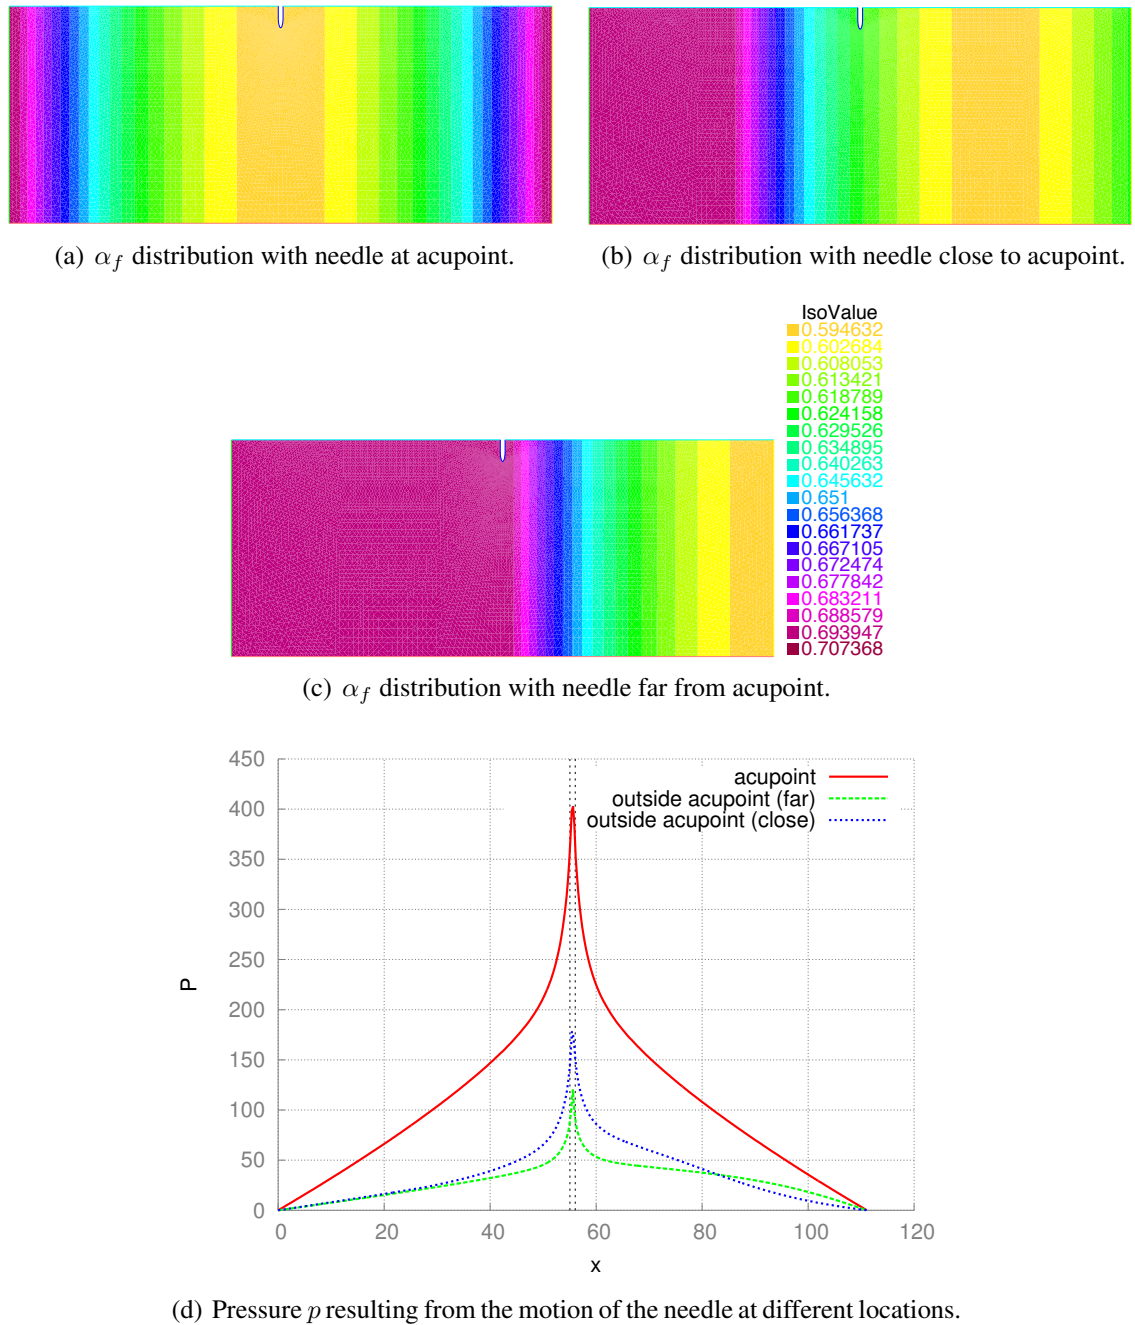 (a) α_f distribution with needle at acupoint.
(b) α_f distribution with needle close to acupoint.
IsoValue
0.594632
0.602684
0.608053
0.613421
0.618789
0.624158
0.629526
0.634895
0.640263
0.645632
0.651
0.656368
0.661737
0.667105
0.672474
0.677842
0.683211
0.688579
0.693947
0.707368
(c) α_f distribution with needle far from acupoint.
450
400
350
300
250
200
150
100
50
0
P
acupoint
outside acupoint (far)
outside acupoint (close)
0 20 40 60 80 100 120
x
(d) Pressure p resulting from the motion of the needle at different locations.